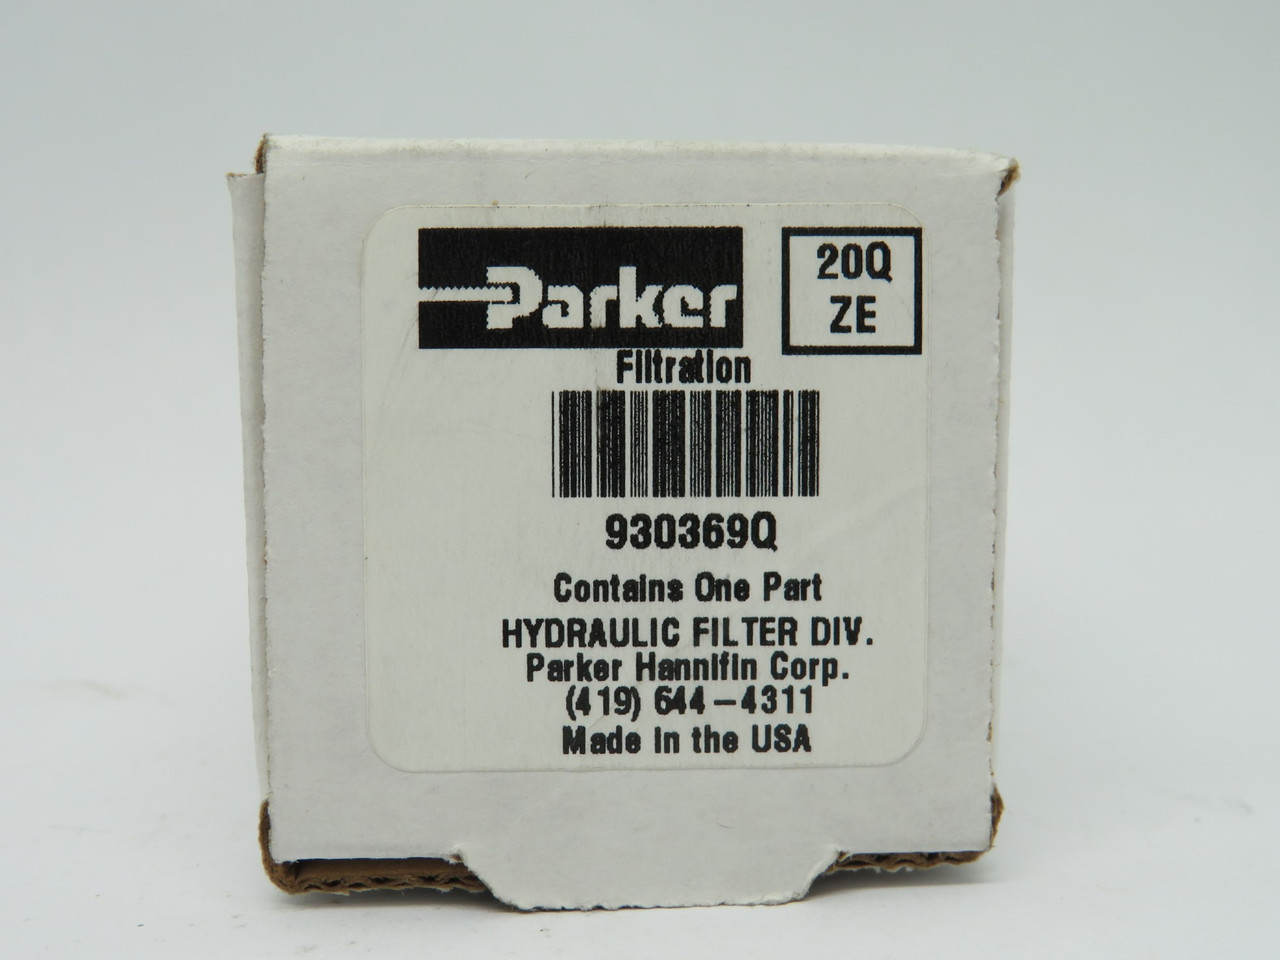 Parker
20Q
ZE
Filtration
930369Q
Contains One Part
HYDRAULIC FILTER DIV.
Parker Hannifin Corp.
(419) 644-4311
Made in the USA